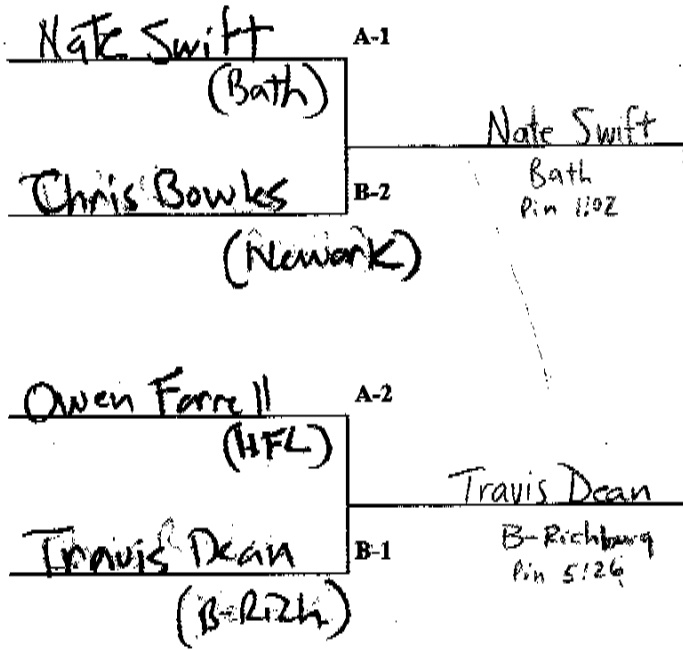 Nate Swift
A-1
(Bath)
Nate Swift
Bath
Pin 1:02
Chris Bowles
B-2
(Newark)
Owen Farrell
A-2
(HFL)
Travis Dean
B-Richburg
Pin 5:26
Travis Dean
B-1
(B-Rich)